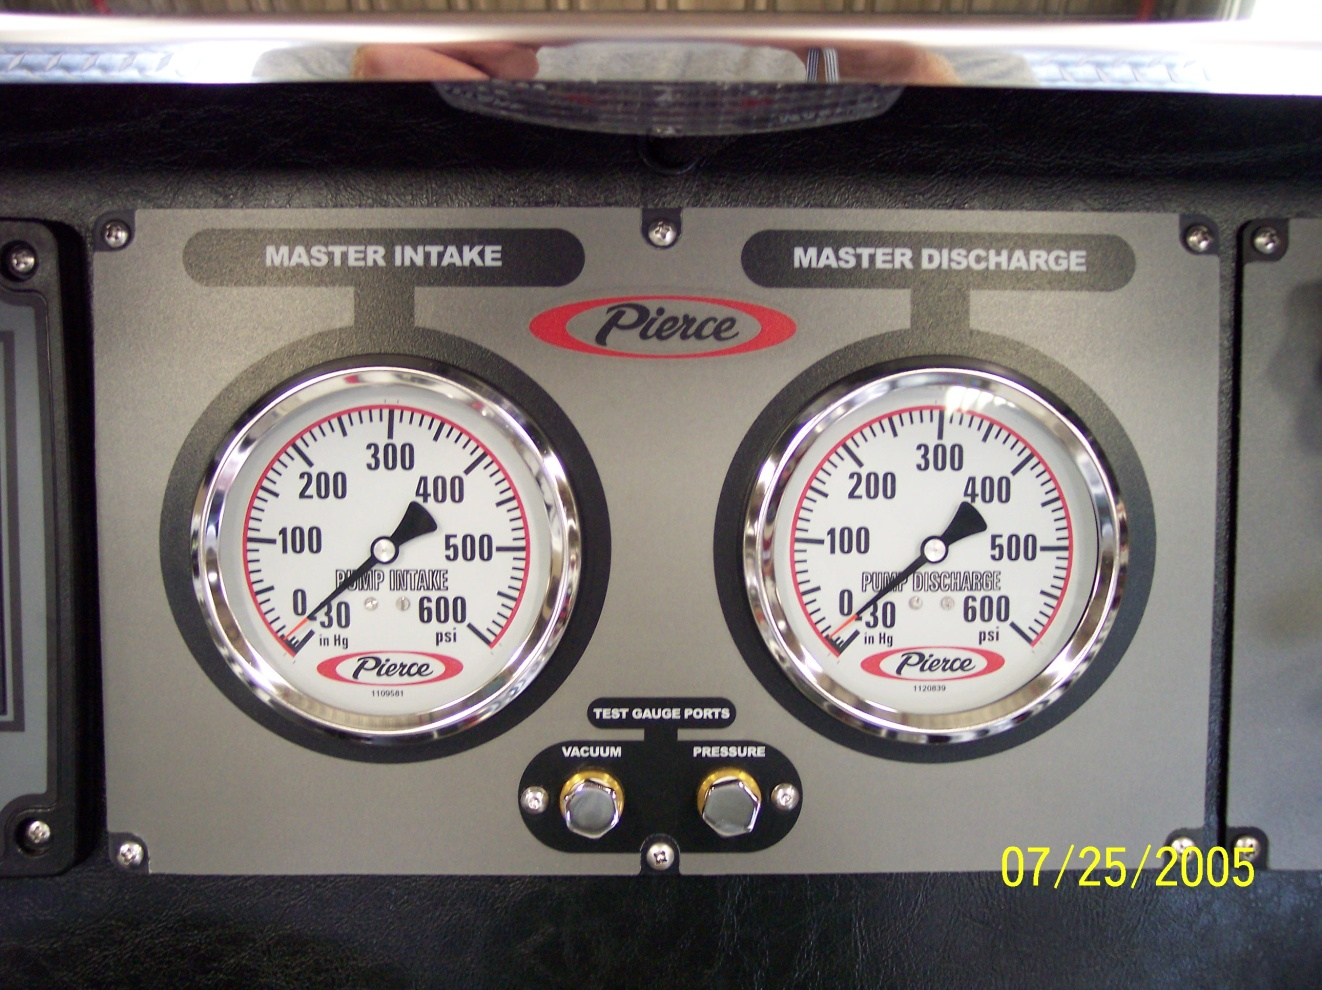 MASTER INTAKE
MASTER DISCHARGE
Pierce
300
200
400
100
500
PUMP INTAKE
0
-30
600
in Hg
psi
Pierce
1109581
300
200
400
100
500
PUMP DISCHARGE
0
-30
600
in Hg
psi
Pierce
1120839
TEST GAUGE PORTS
VACUUM
PRESSURE
07/25/2005